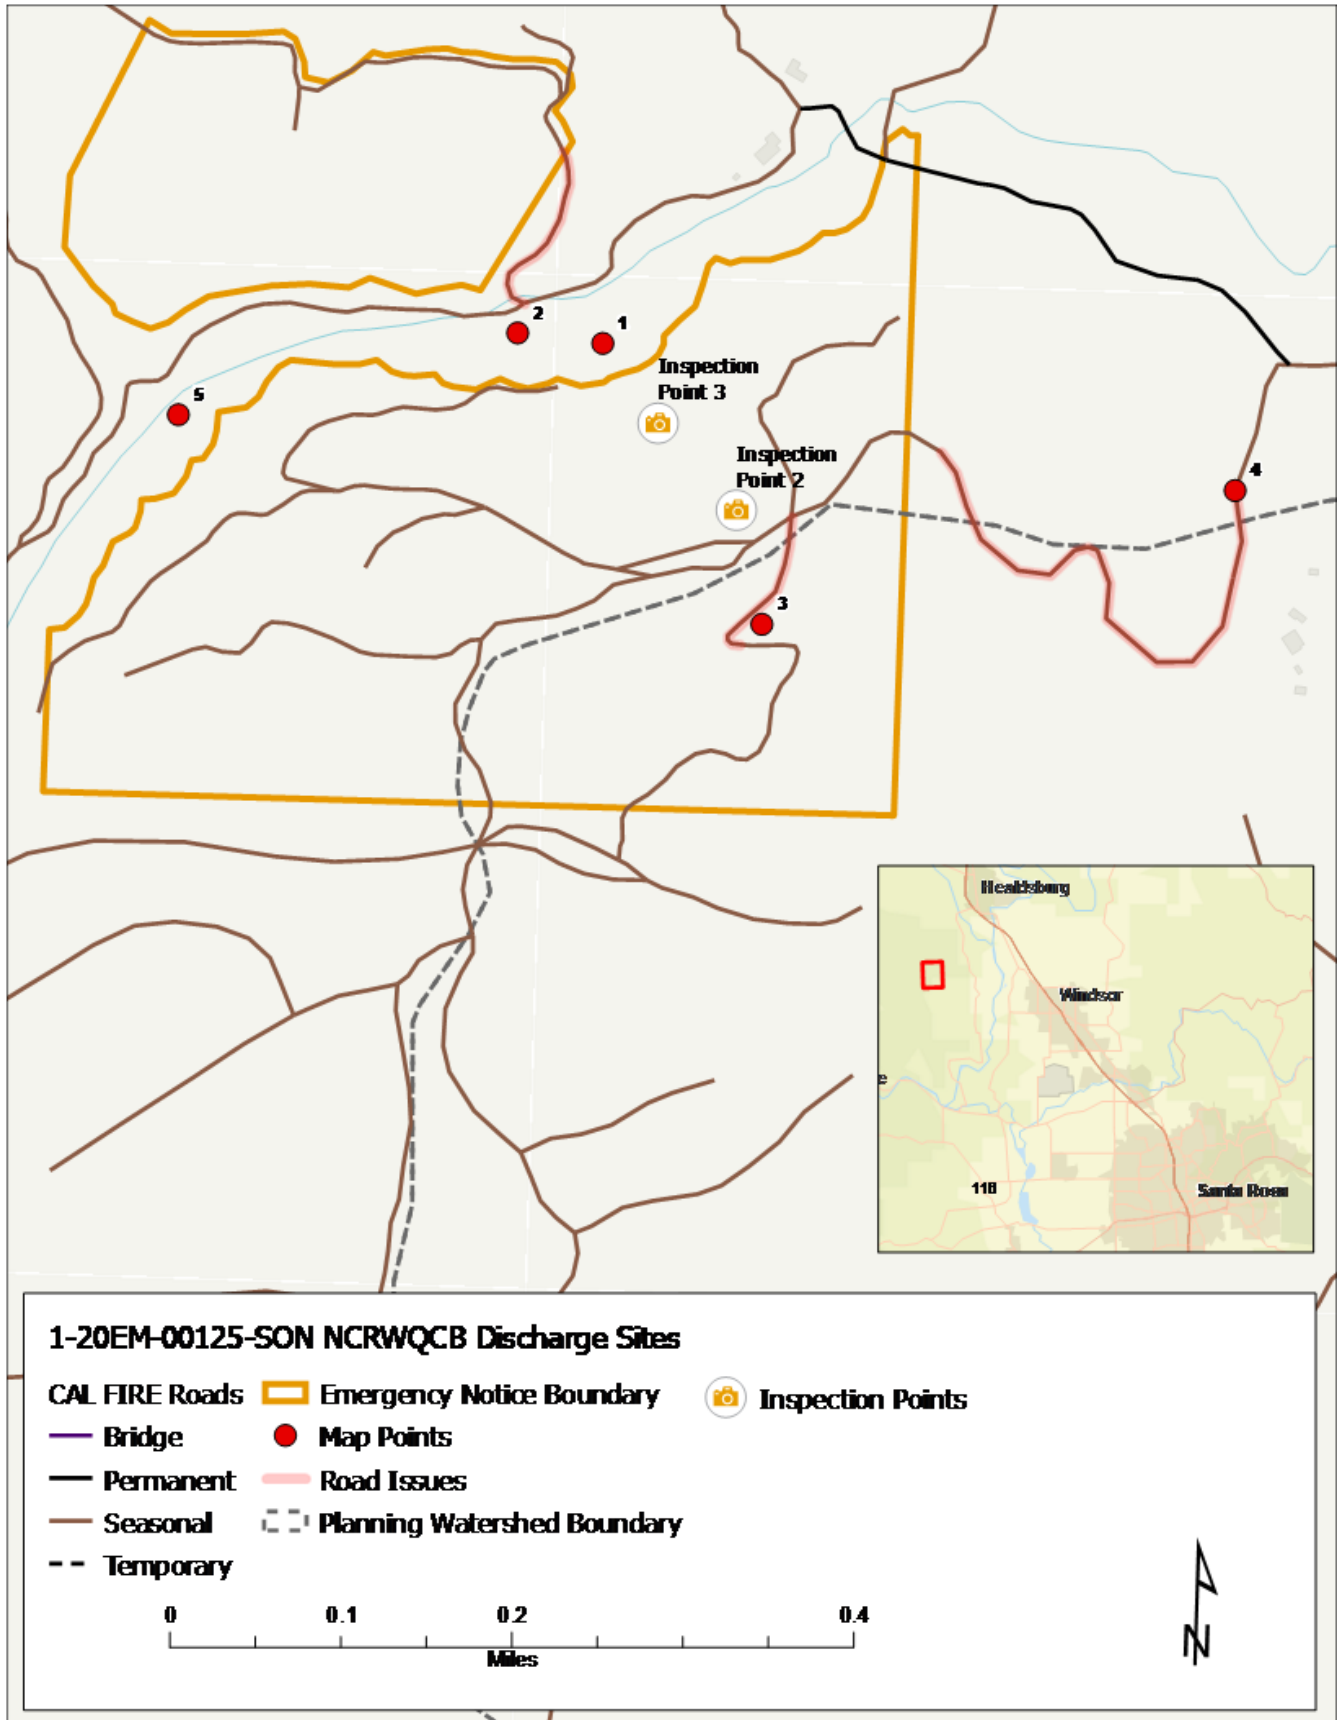 2
1
Inspection
Point 3
5
Inspection
Point 2
4
3
Healdsburg
Windsor
e
116
Santa Rosa
1-20EM-00125-SON NCRWQCB Discharge Sites
CAL FIRE Roads
Emergency Notice Boundary
Inspection Points
Bridge
Map Points
Permanent
Road Issues
Seasonal
Planning Watershed Boundary
Temporary
0 0.1 0.2 0.4
Miles
N